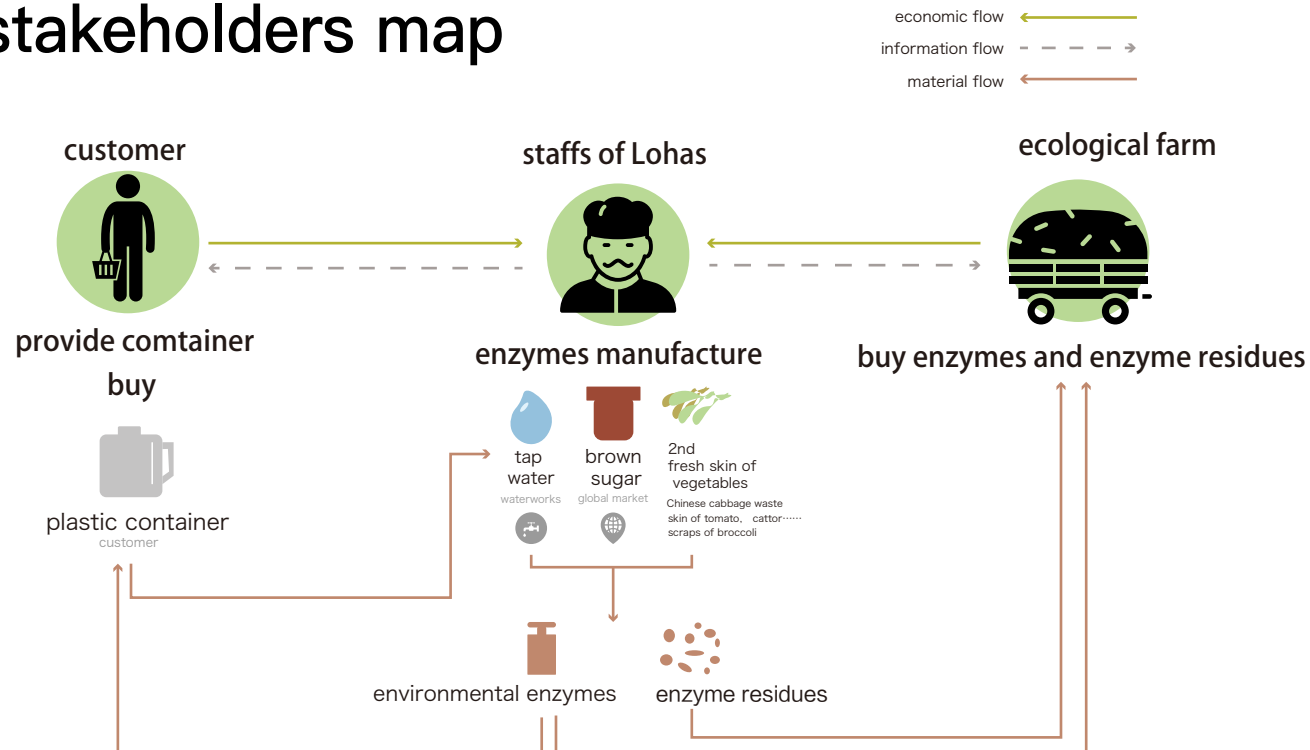 stakeholders map
economic flow
information flow
material flow
customer
staffs of Lohas
ecological farm
provide comtainer
buy
enzymes manufacture
buy enzymes and enzyme residues
tap
water
waterworks
brown
sugar
global market
2nd
fresh skin of
vegetables
Chinese cabbage waste
skin of tomato, cattor······
scraps of broccoli
plastic container
customer
environmental enzymes
enzyme residues